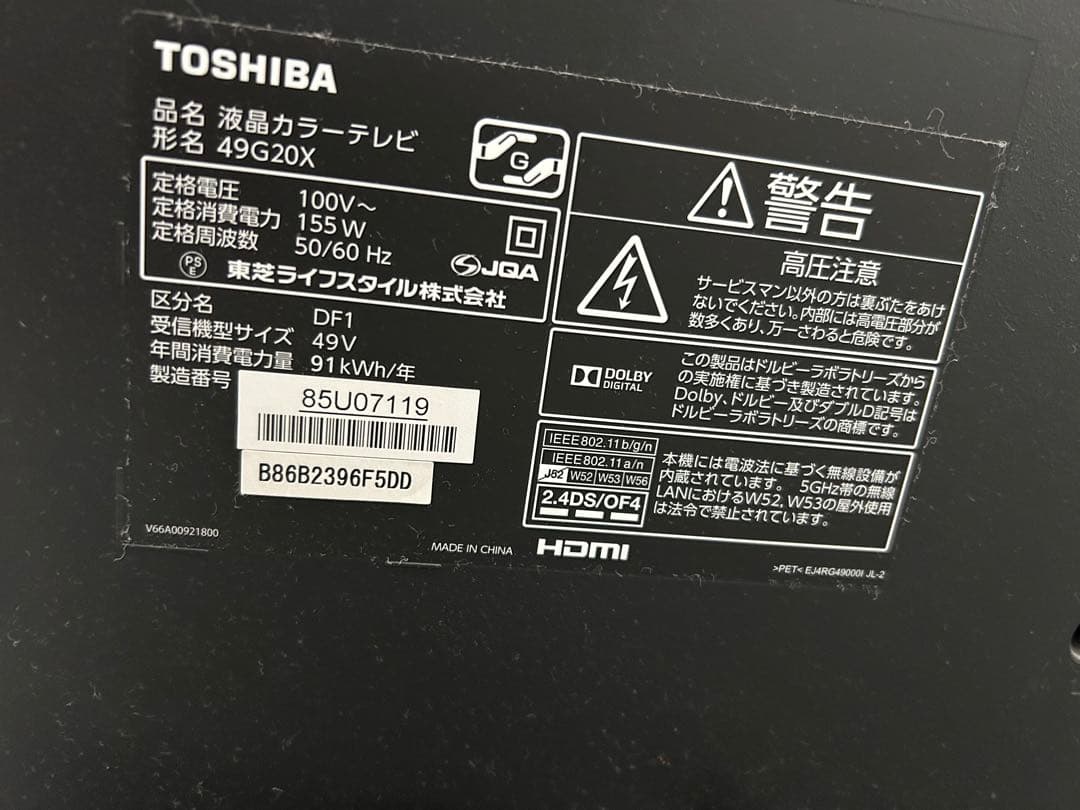 TOSHIBA
品名 液晶カラーテレビ
形名 49G20X
G
定格電圧 100V～
定格消費電力 155W
定格周波数 50/60 Hz
PS
E
JQA
東芝ライフスタイル株式会社
区分名 DF1
受信機型サイズ 49V
年間消費電力量 91kWh/年
製造番号
85U07119
B86B2396F5DD
V66A00921800
警告
高圧注意
サービスマン以外の方は裏ぶたをあけ
ないでください。内部には高電圧部分が
数多くあり、万一さわると危険です。
DOLBY
DIGITAL
この製品はドルビーラボラトリーズから
の実施権に基づき製造されています。
Dolby、ドルビー及びダブルD記号は
ドルビーラボラトリーズの商標です。
IEEE802.11b/g/n
IEEE802.11a/n
J52 W52 W53 W56
2.4DS/OF4
本機には電波法に基づく無線設備が
内蔵されています。 5GHz帯の無線
LANにおけるW52, W53の屋外使用
は法令で禁止されています。
MADE IN CHINA
HDMI
>PET< EJ4RG49000I JL-2